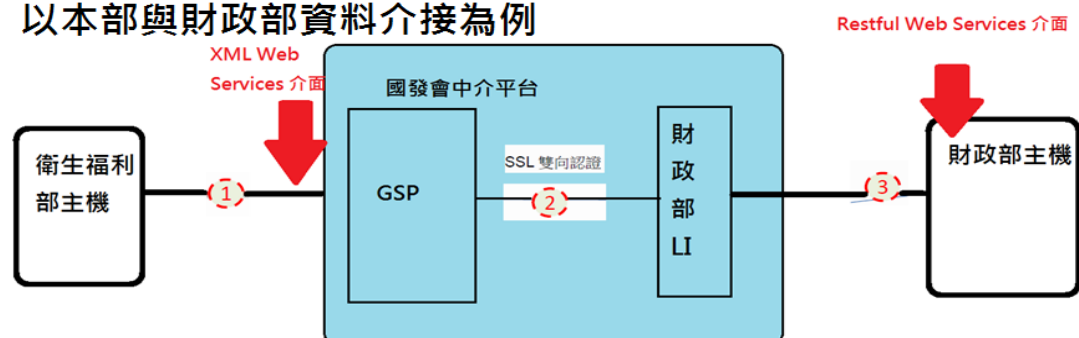 以本部與財政部資料介接為例
Restful Web Services 介面
XML Web
Services 介面
國發會中介平台
衛生福利
部主機
1
GSP
SSL 雙向認證
2
財
政
部
LI
3
財政部主機